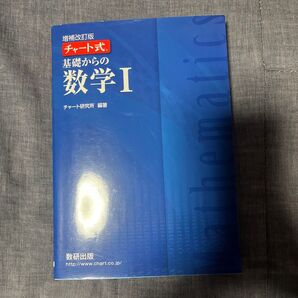 増補改訂版
チャート式®
基礎からの
数学I
チャート研究所 編著
mathematics
数研出版
http://www.chart.co.jp/